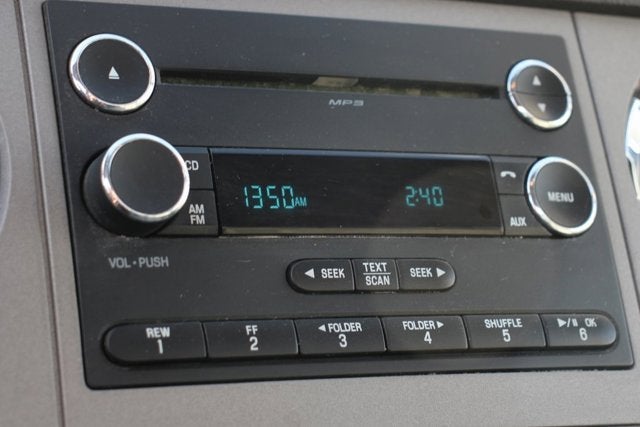 MP3
CD
1350AM 2:40
MENU
AM
FM
AUX
VOL • PUSH
◀ SEEK TEXT SCAN SEEK ▶
REW 1
FF 2
◀ FOLDER 3
FOLDER ▶ 4
SHUFFLE 5
▶/II OK 6